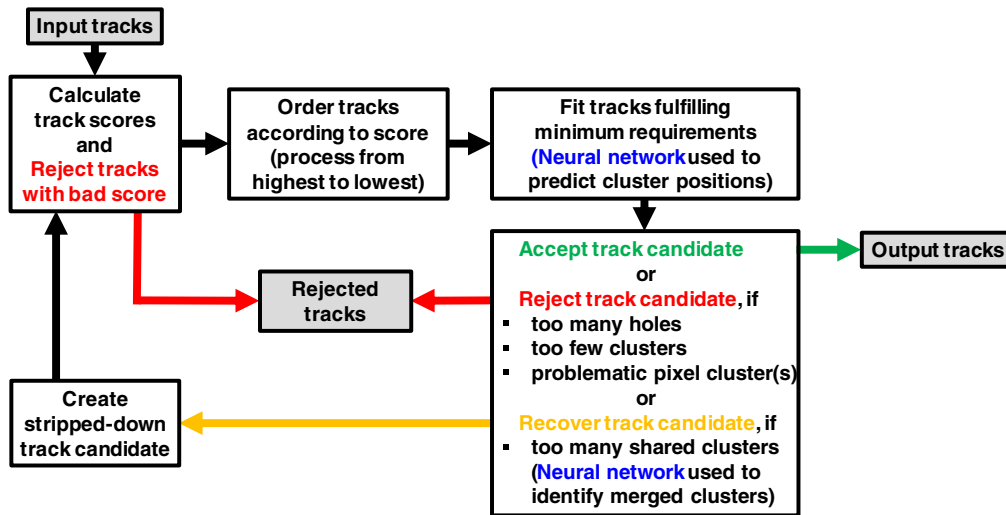 Input tracks
Calculate
track scores
and
Reject tracks
with bad score
Order tracks
according to score
(process from
highest to lowest)
Fit tracks fulfilling
minimum requirements
(Neural network used to
predict cluster positions)
Accept track candidate
or
Reject track candidate, if
▪ too many holes
▪ too few clusters
▪ problematic pixel cluster(s)
or
Recover track candidate, if
▪ too many shared clusters
(Neural network used to
identify merged clusters)
Output tracks
Rejected
tracks
Create
stripped-down
track candidate